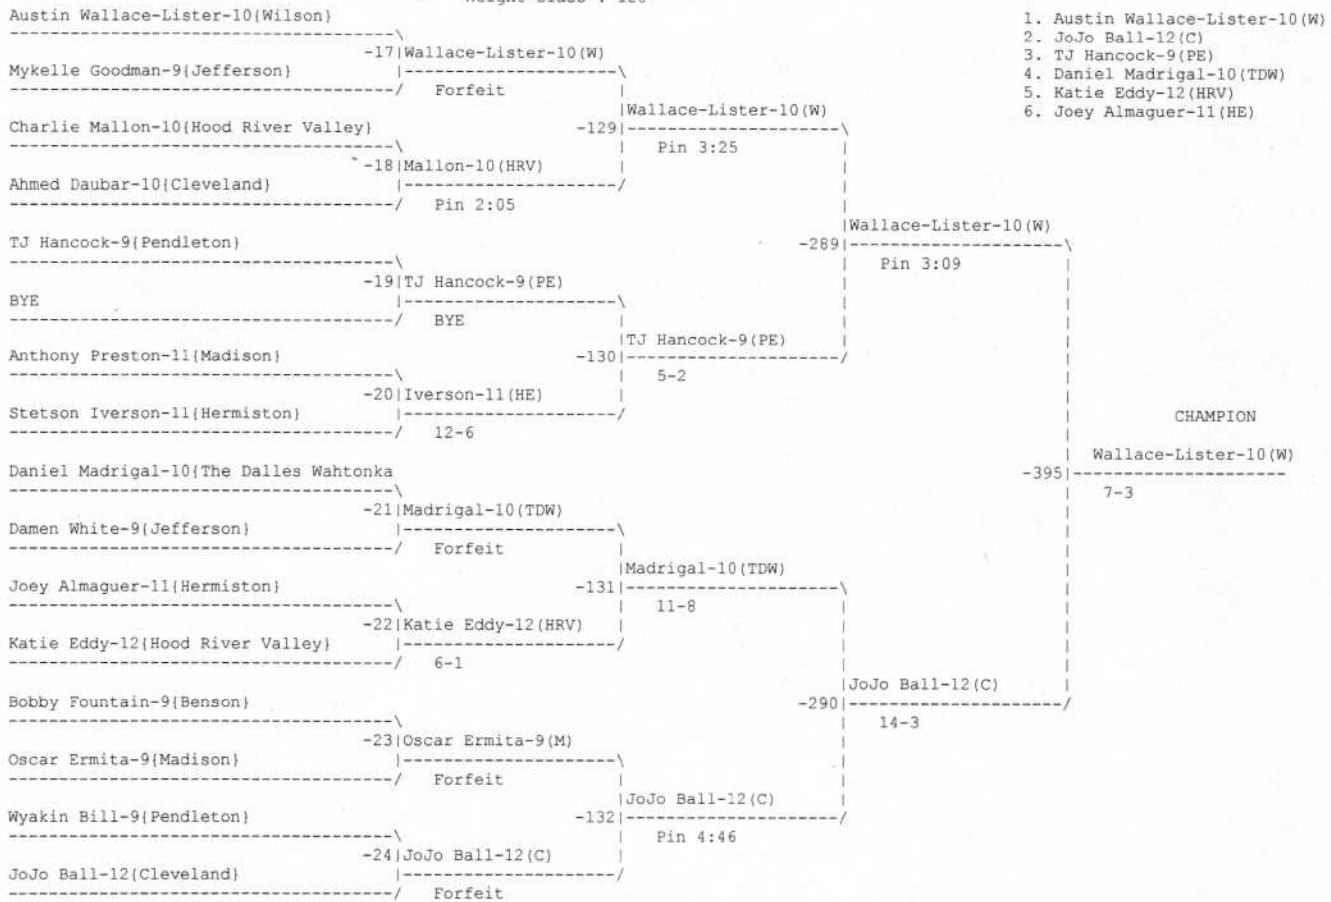 Austin Wallace-Lister-10{Wilson}
-17|Wallace-Lister-10(W)
Mykelle Goodman-9{Jefferson}
Forfeit
Wallace-Lister-10(W)
Charlie Mallon-10{Hood River Valley}
-129|
Pin 3:25
-18|Mallon-10(HRV)
Ahmed Daubar-10{Cleveland}
Pin 2:05
Wallace-Lister-10(W)
TJ Hancock-9{Pendleton}
-289|
Pin 3:09
-19|TJ Hancock-9(PE)
BYE
BYE
TJ Hancock-9(PE)
Anthony Preston-11{Madison}
-130|
5-2
-20|Iverson-11(HE)
Stetson Iverson-11{Hermiston}
12-6
CHAMPION
Wallace-Lister-10(W)
Daniel Madrigal-10{The Dalles Wahtonka
-395|
7-3
-21|Madrigal-10(TDW)
Damen White-9{Jefferson}
Forfeit
Madrigal-10(TDW)
Joey Almaguer-11{Hermiston}
-131|
11-8
-22|Katie Eddy-12(HRV)
Katie Eddy-12{Hood River Valley}
6-1
JoJo Ball-12(C)
Bobby Fountain-9{Benson}
-290|
14-3
-23|Oscar Ermita-9(M)
Oscar Ermita-9{Madison}
Forfeit
JoJo Ball-12(C)
Wyakin Bill-9{Pendleton}
-132|
Pin 4:46
-24|JoJo Ball-12(C)
JoJo Ball-12{Cleveland}
Forfeit
1. Austin Wallace-Lister-10(W)
2. JoJo Ball-12(C)
3. TJ Hancock-9(PE)
4. Daniel Madrigal-10(TDW)
5. Katie Eddy-12(HRV)
6. Joey Almaguer-11(HE)